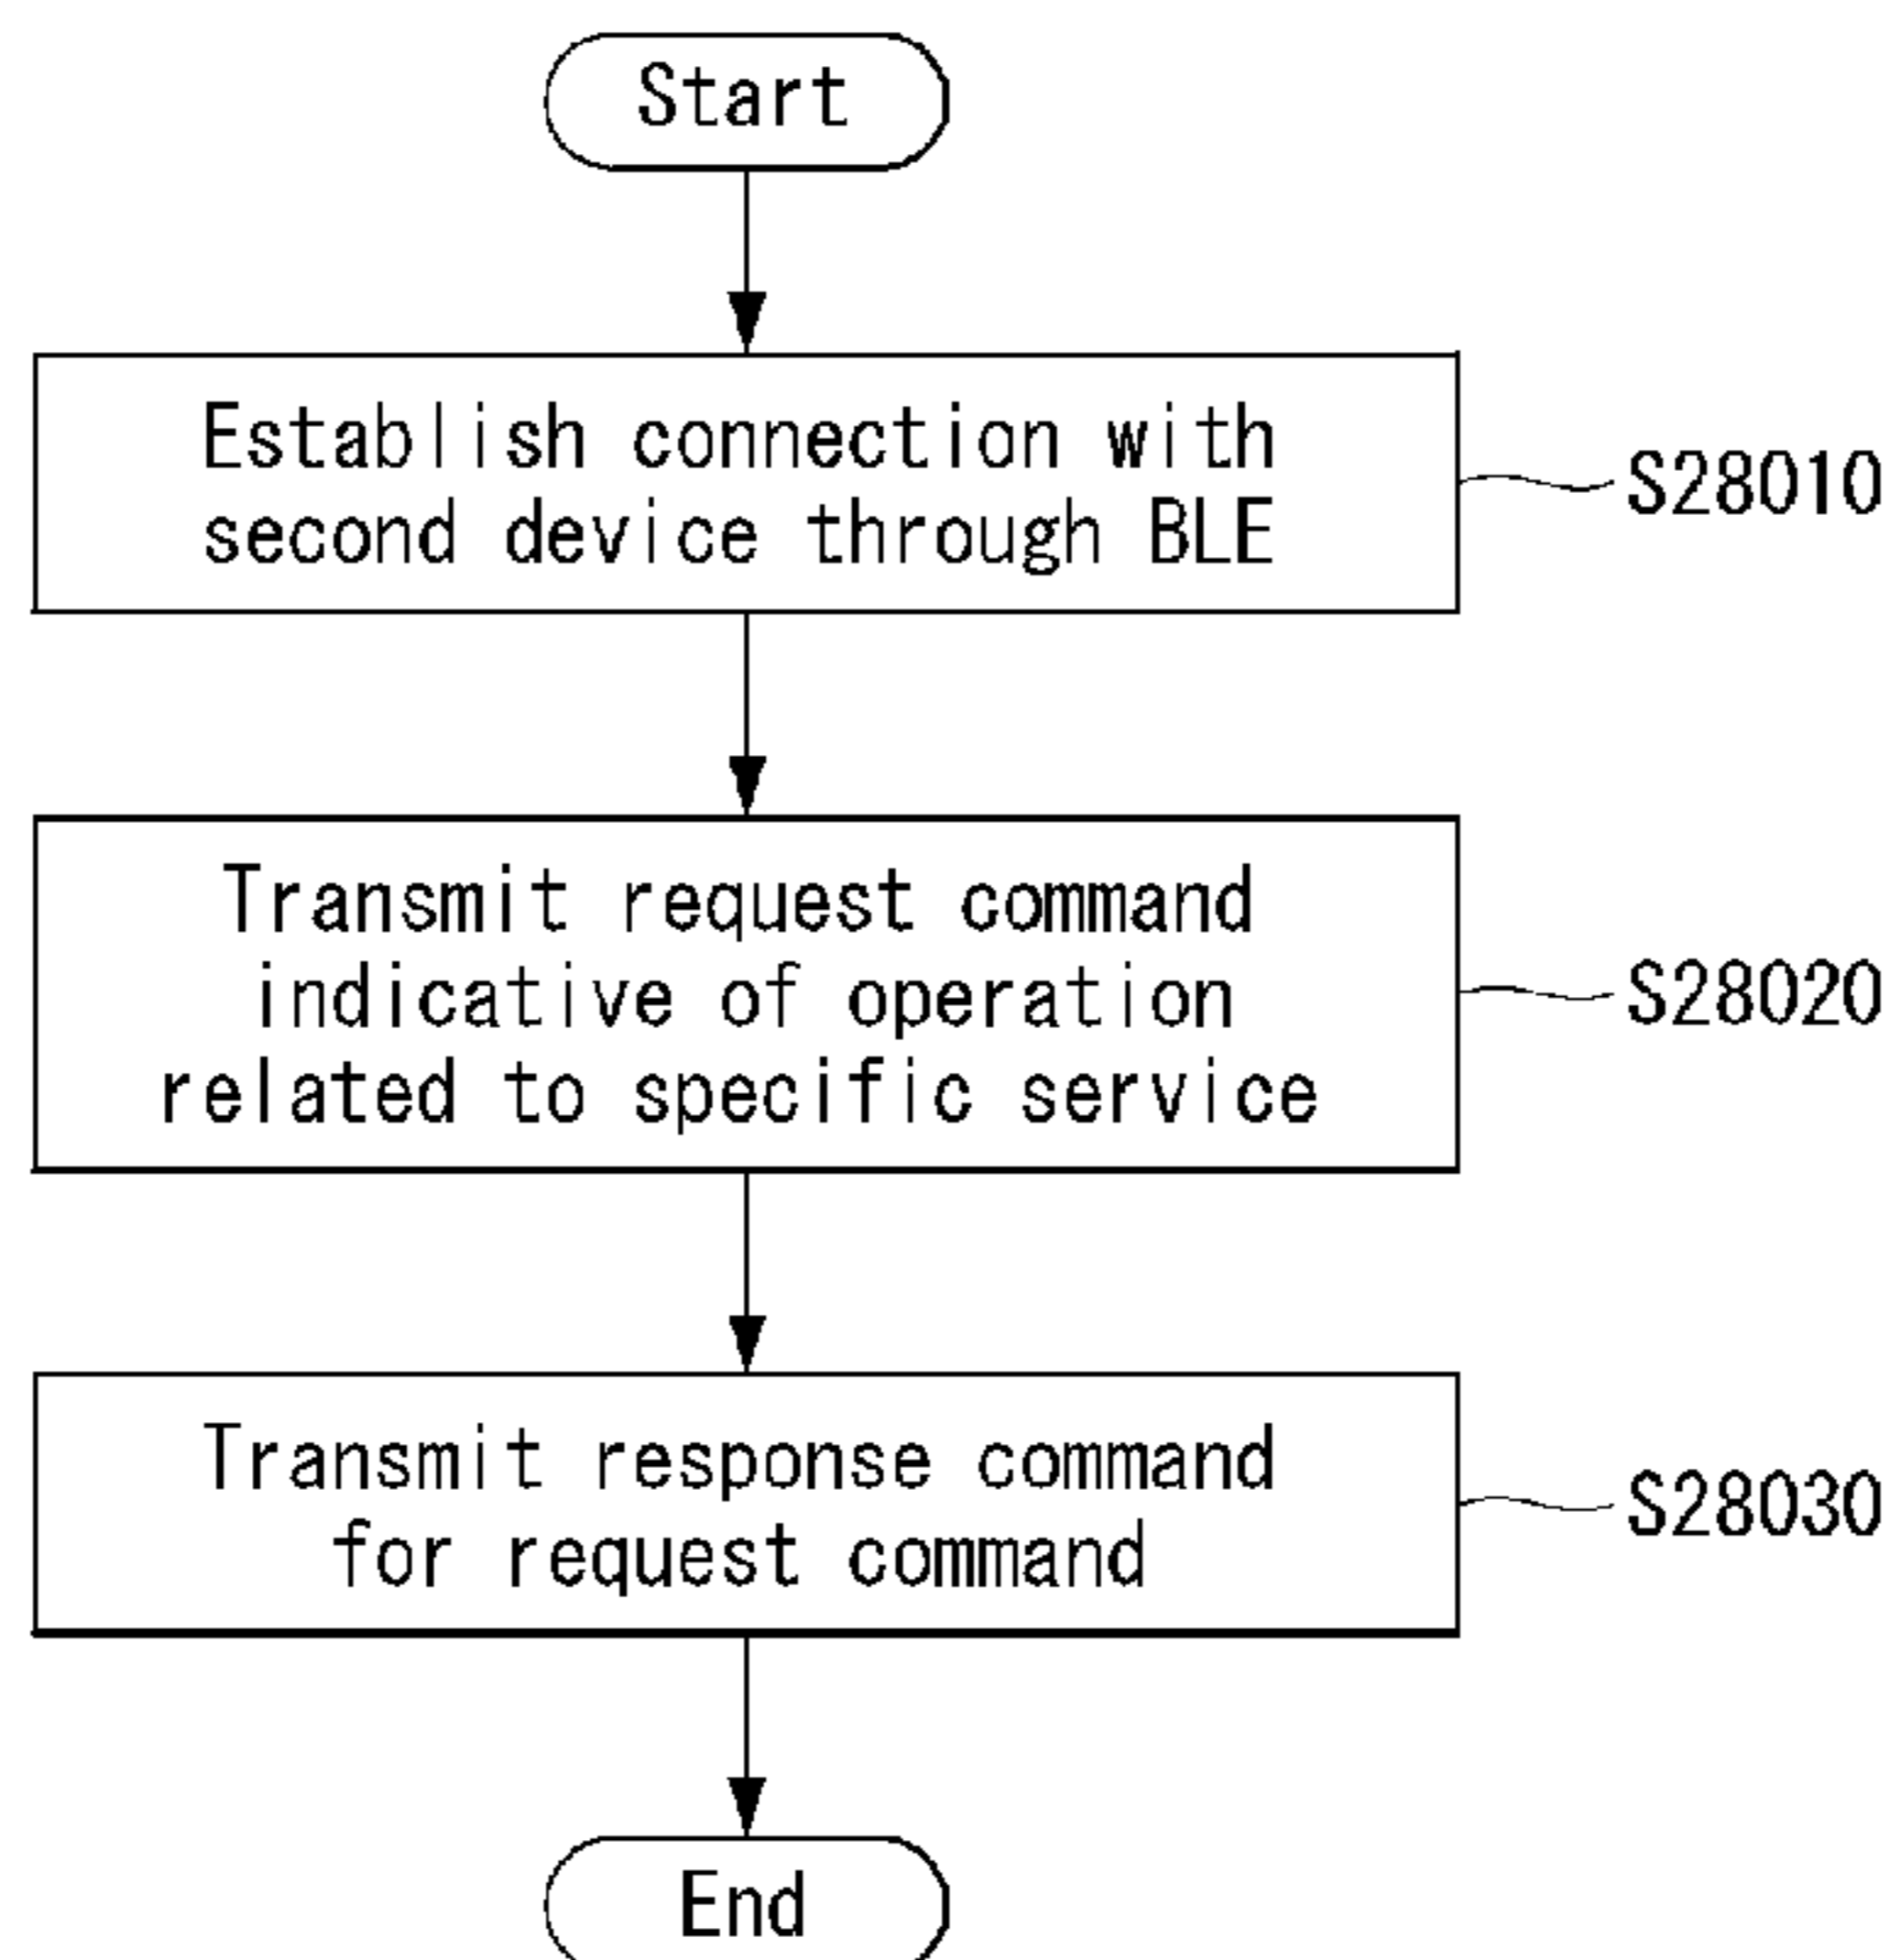 Start
Establish connection with
second device through BLE
S28010
Transmit request command
indicative of operation
related to specific service
S28020
Transmit response command
for request command
S28030
End